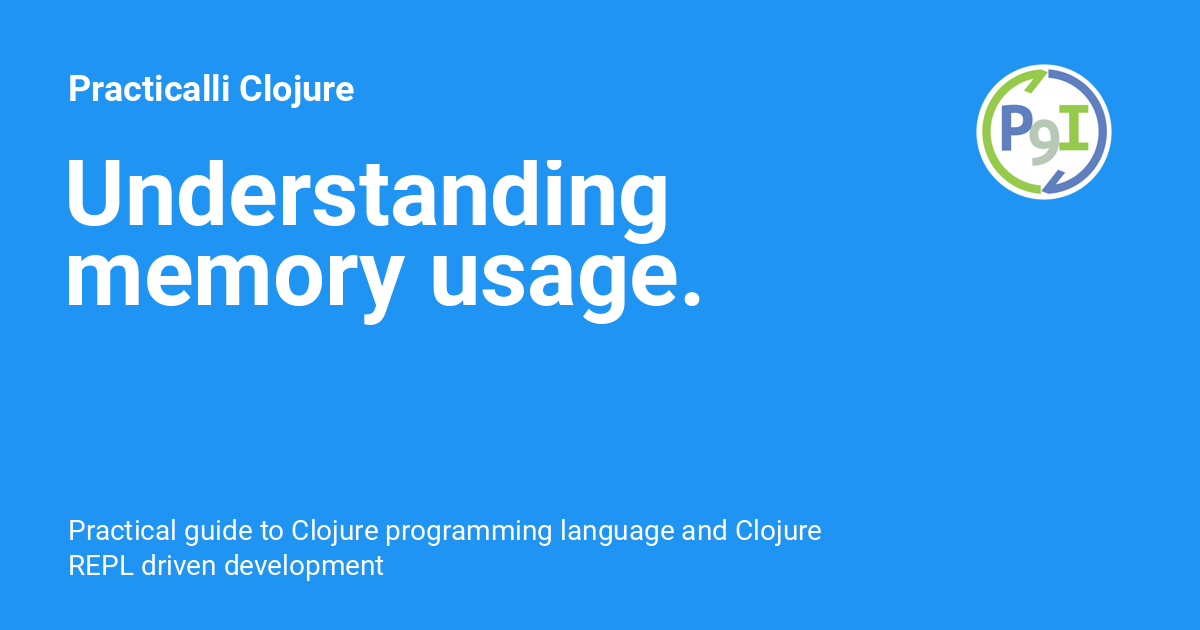 Practicalli Clojure
P9I
Understanding
memory usage.
Practical guide to Clojure programming language and Clojure
REPL driven development